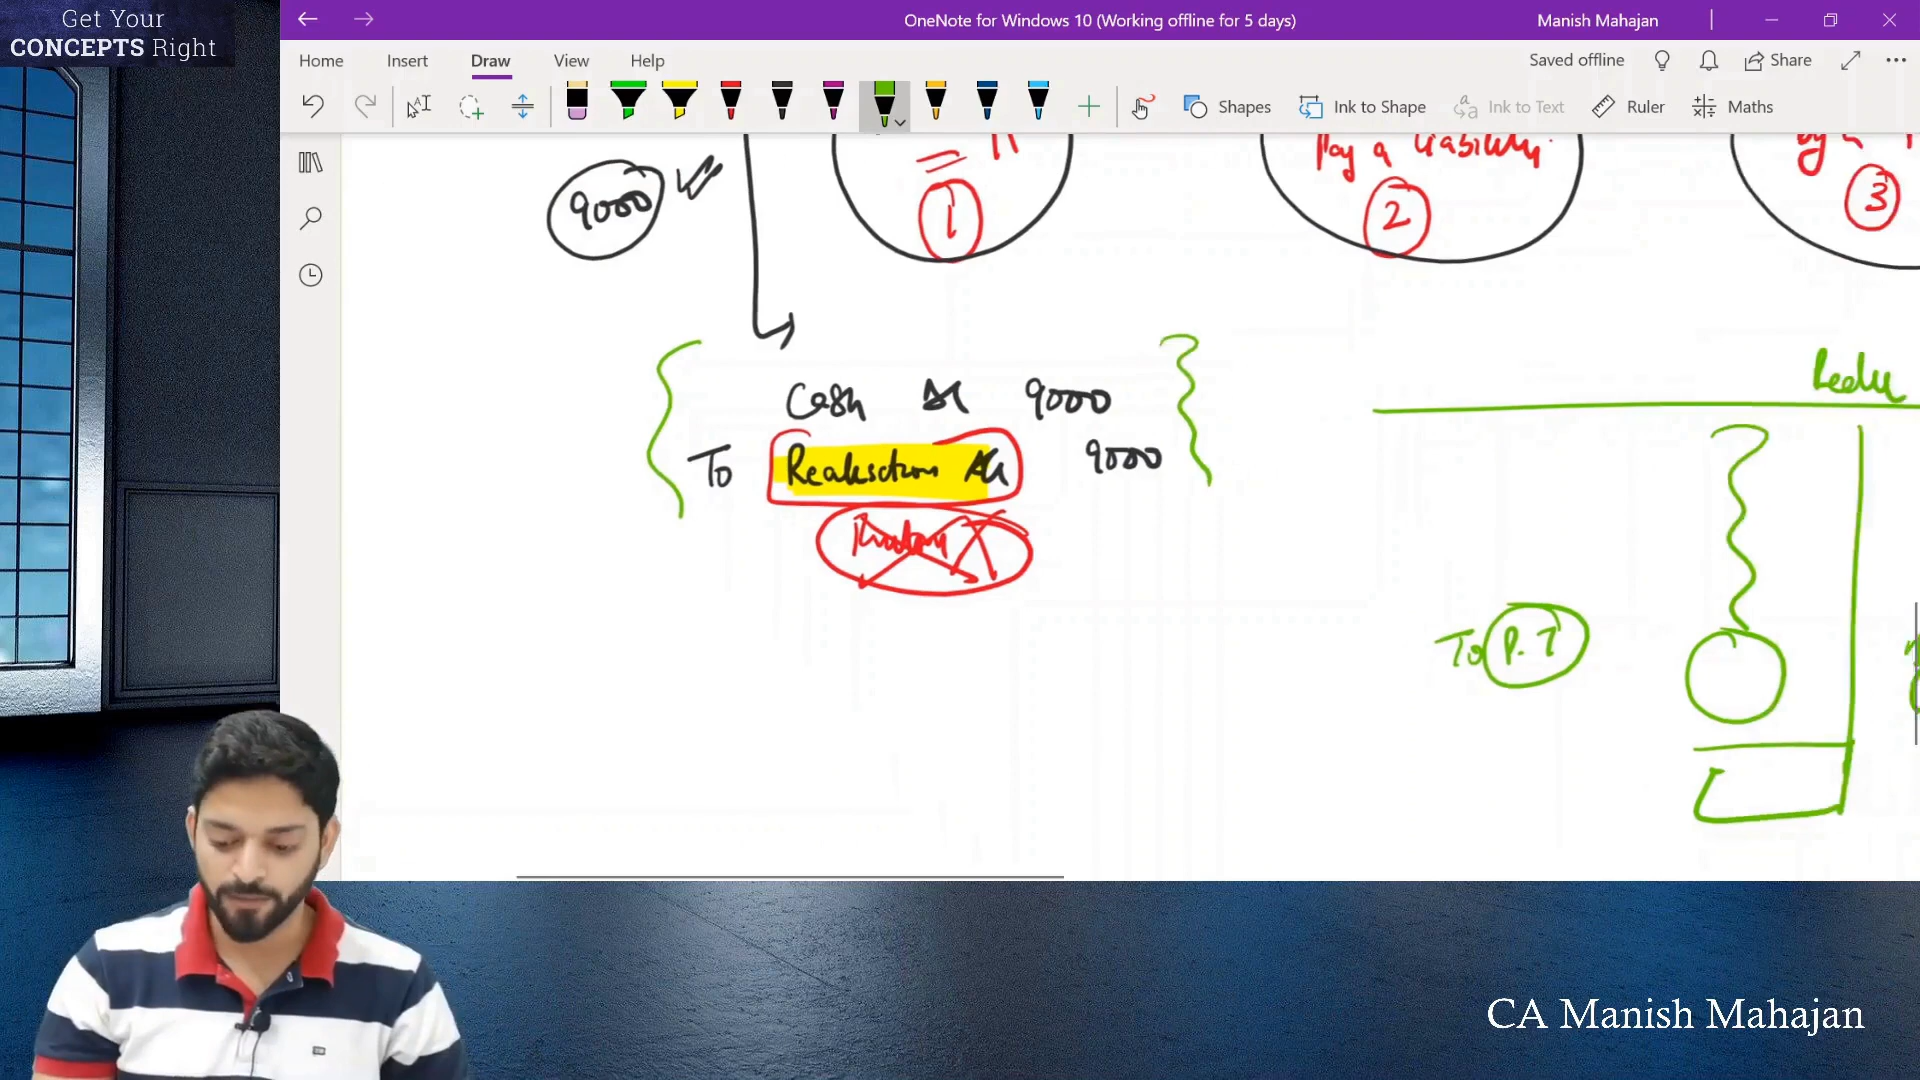 Get Your
CONCEPTS Right
OneNote for Windows 10 (Working offline for 5 days)
Manish Mahajan
Home Insert Draw View Help
Saved offline
Share
Shapes
Ink to Shape
Ink to Text
Ruler
Maths
9000
1
Pay a liability.
2
by a
3
Cash A/c 9000
To Realisation A/c 9000
To P.T
CA Manish Mahajan